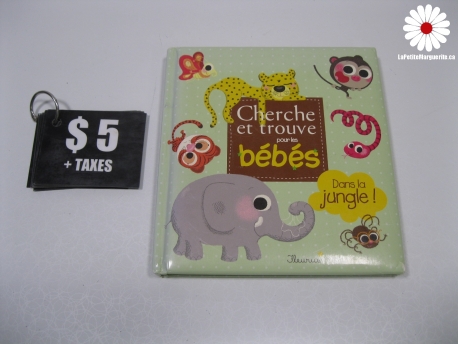 LaPetiteMarguerite.ca
$ 5
+ TAXES
Cherche
et trouve
pour les
bébés
Dans la
jungle !
Fleurus